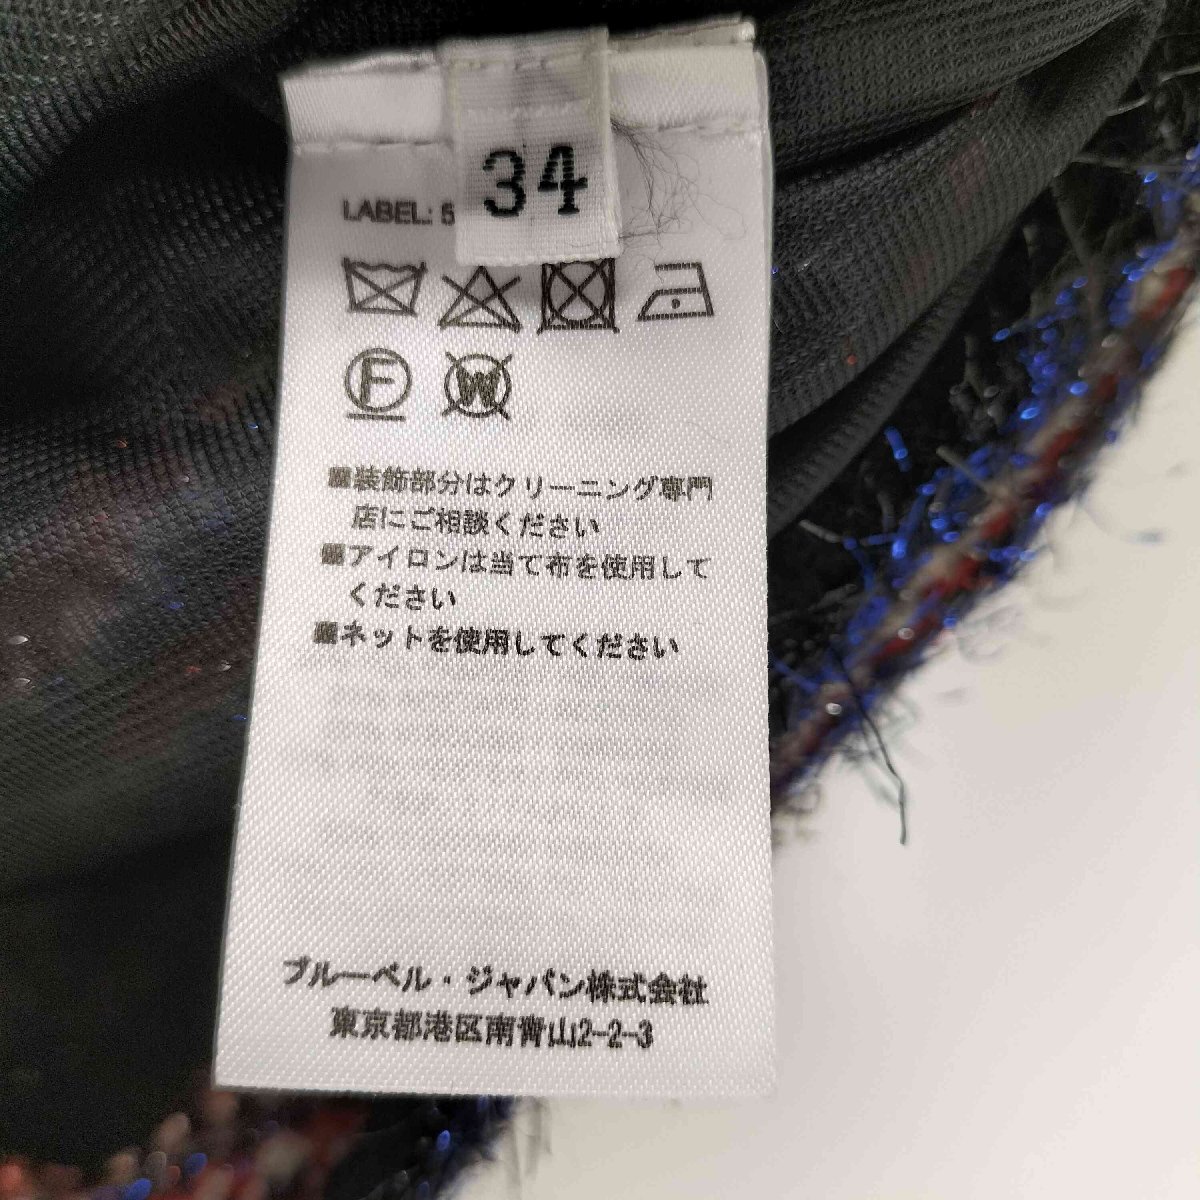 34
LABEL: 5
F
W
■装飾部分はクリーニング専門
店にご相談ください
■アイロンは当て布を使用して
ください
■ネットを使用してください
ブルーベル・ジャパン株式会社
東京都港区南青山2-2-3